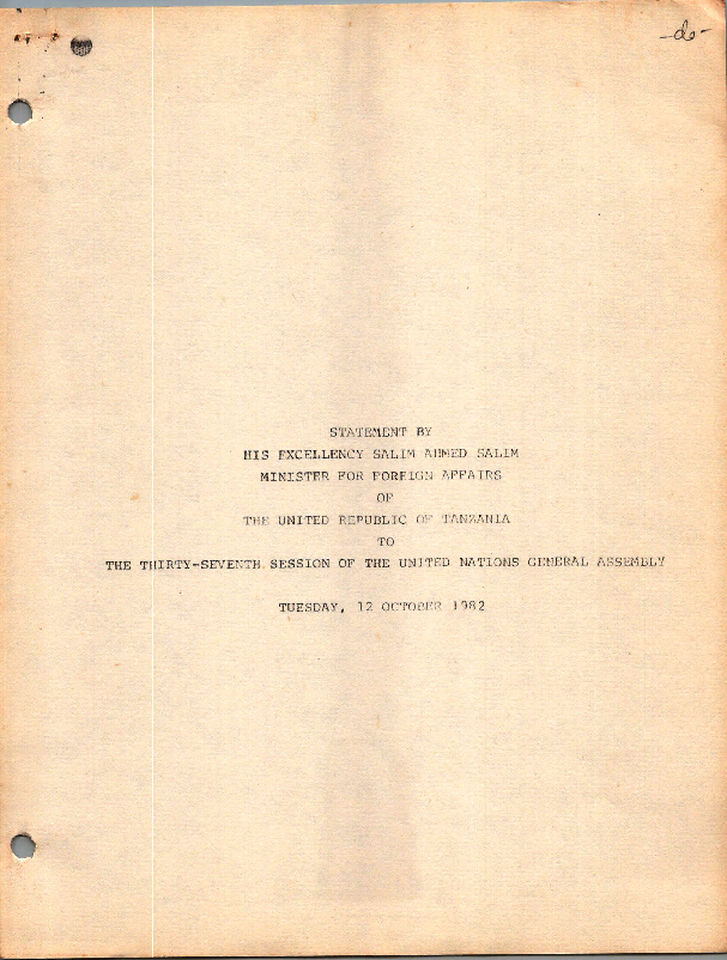 STATEMENT BY
HIS EXCELLENCY SALIM AHMED SALIM
MINISTER FOR FOREIGN AFFAIRS
OF
THE UNITED REPUBLIC OF TANZANIA
TO
THE THIRTY-SEVENTH SESSION OF THE UNITED NATIONS GENERAL ASSEMBLY
TUESDAY, 12 OCTOBER 1982